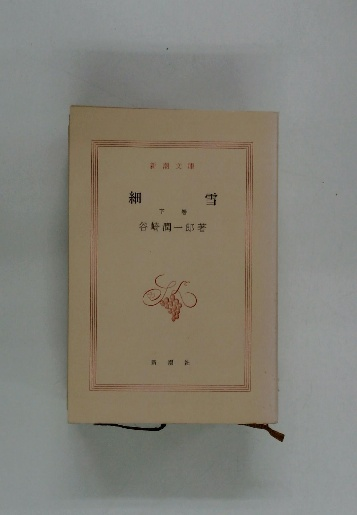 新潮文庫
細 雪
下巻
谷崎潤一郎著
新潮社